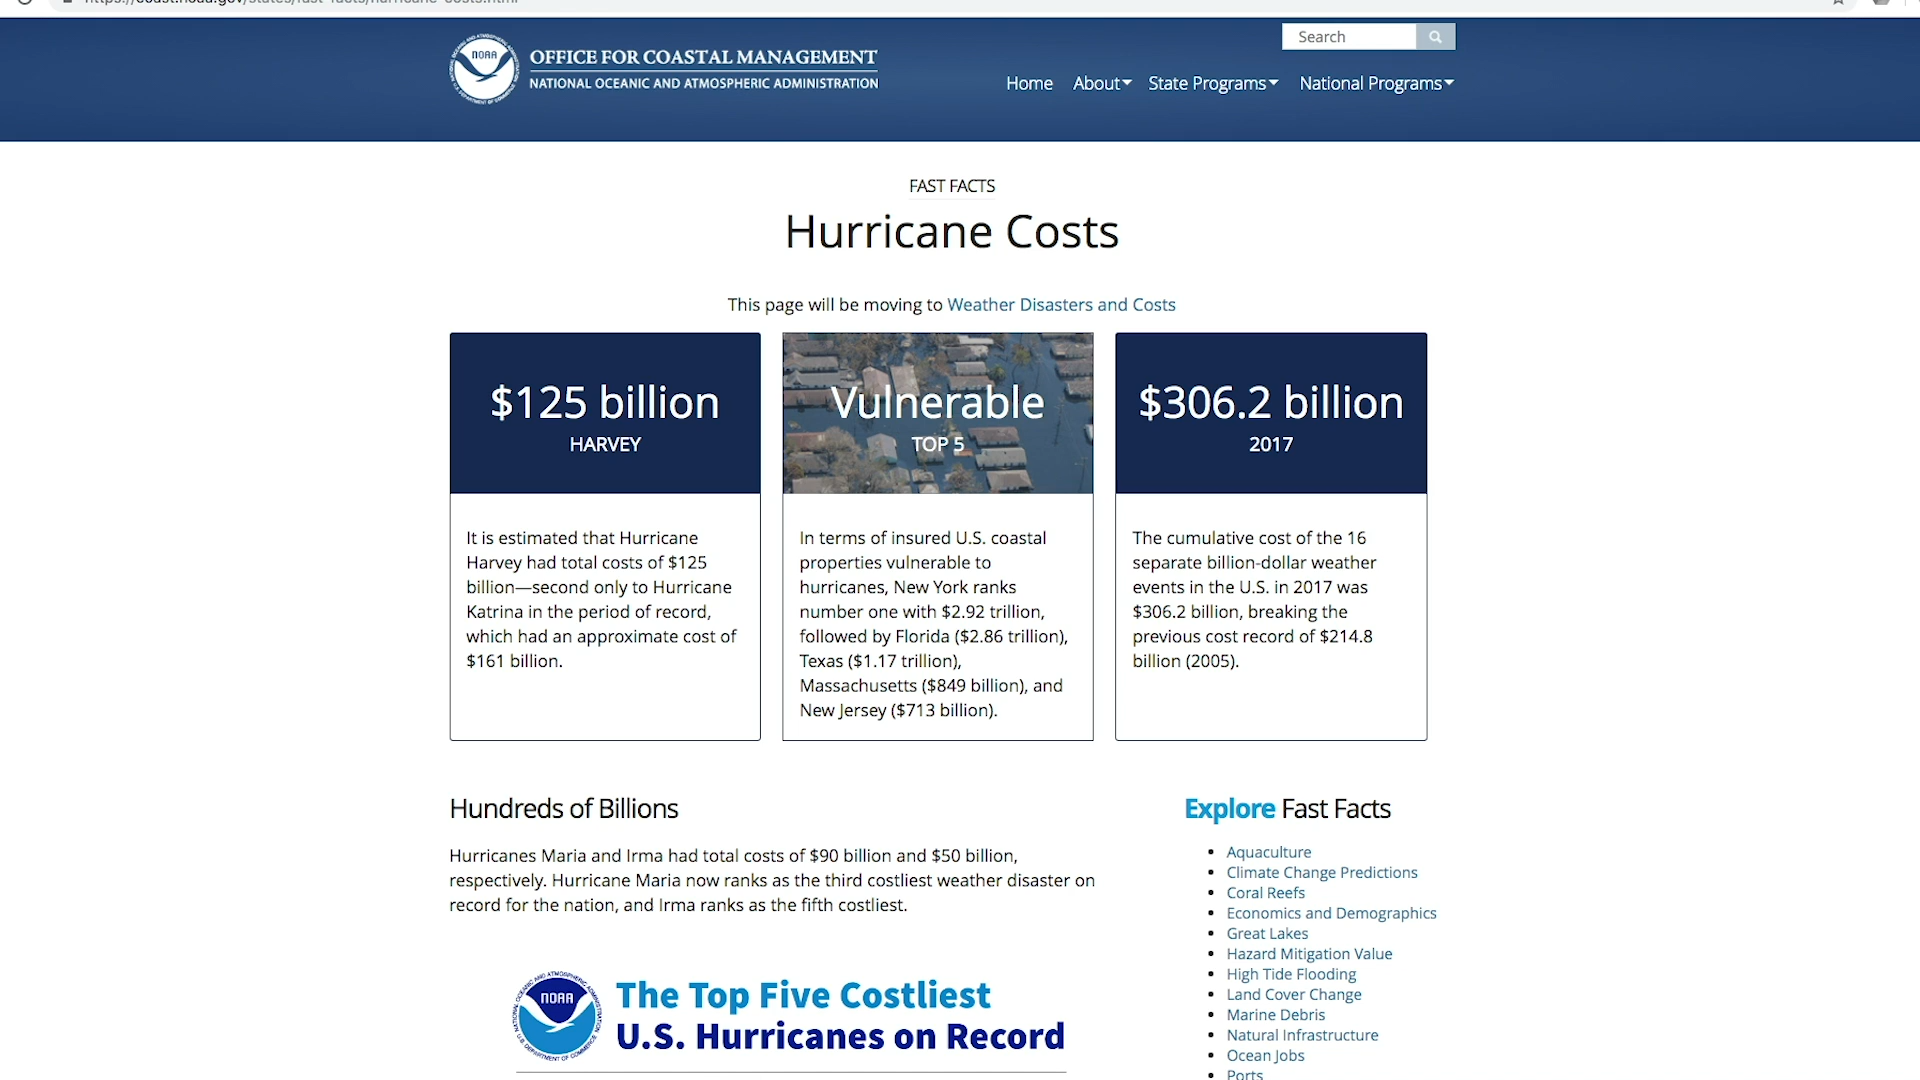 OFFICE FOR COASTAL MANAGEMENT
NATIONAL OCEANIC AND ATMOSPHERIC ADMINISTRATION
NOAA
Search
Home About State Programs National Programs
FAST FACTS
Hurricane Costs
This page will be moving to Weather Disasters and Costs
$125 billion
HARVEY
It is estimated that Hurricane
Harvey had total costs of $125
billion—second only to Hurricane
Katrina in the period of record,
which had an approximate cost of
$161 billion.
Vulnerable
TOP 5
In terms of insured U.S. coastal
properties vulnerable to
hurricanes, New York ranks
number one with $2.92 trillion,
followed by Florida ($2.86 trillion),
Texas ($1.17 trillion),
Massachusetts ($849 billion), and
New Jersey ($713 billion).
$306.2 billion
2017
The cumulative cost of the 16
separate billion-dollar weather
events in the U.S. in 2017 was
$306.2 billion, breaking the
previous cost record of $214.8
billion (2005).
Hundreds of Billions
Hurricanes Maria and Irma had total costs of $90 billion and $50 billion,
respectively. Hurricane Maria now ranks as the third costliest weather disaster on
record for the nation, and Irma ranks as the fifth costliest.
NOAA
NATIONAL OCEANIC AND ATMOSPHERIC ADMINISTRATION
U.S. DEPARTMENT OF COMMERCE
The Top Five Costliest
U.S. Hurricanes on Record
Explore Fast Facts
Aquaculture
Climate Change Predictions
Coral Reefs
Economics and Demographics
Great Lakes
Hazard Mitigation Value
High Tide Flooding
Land Cover Change
Marine Debris
Natural Infrastructure
Ocean Jobs
Ports